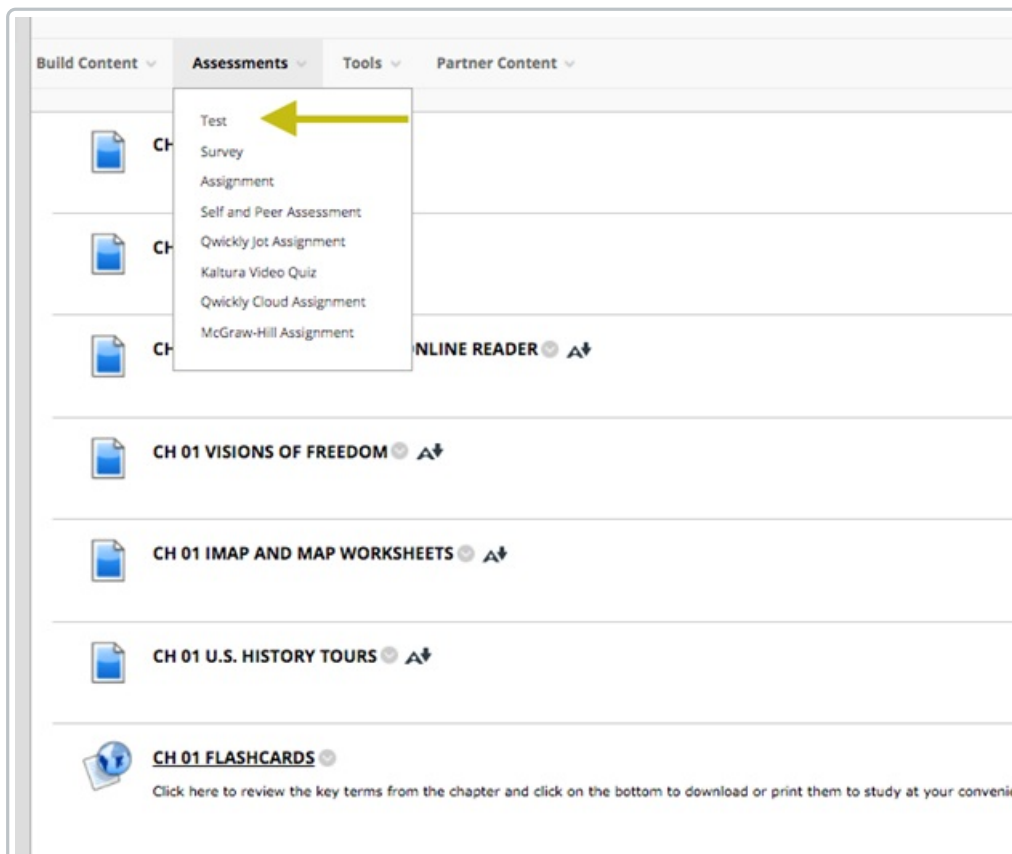 Build Content Assessments Tools Partner Content
Test
CH
Survey
Assignment
Self and Peer Assessment
CH
Qwickly Jot Assignment
Kaltura Video Quiz
Qwickly Cloud Assignment
McGraw-Hill Assignment
CH NLINE READER
CH 01 VISIONS OF FREEDOM
CH 01 IMAP AND MAP WORKSHEETS
CH 01 U.S. HISTORY TOURS
CH 01 FLASHCARDS
Click here to review the key terms from the chapter and click on the bottom to download or print them to study at your conveni